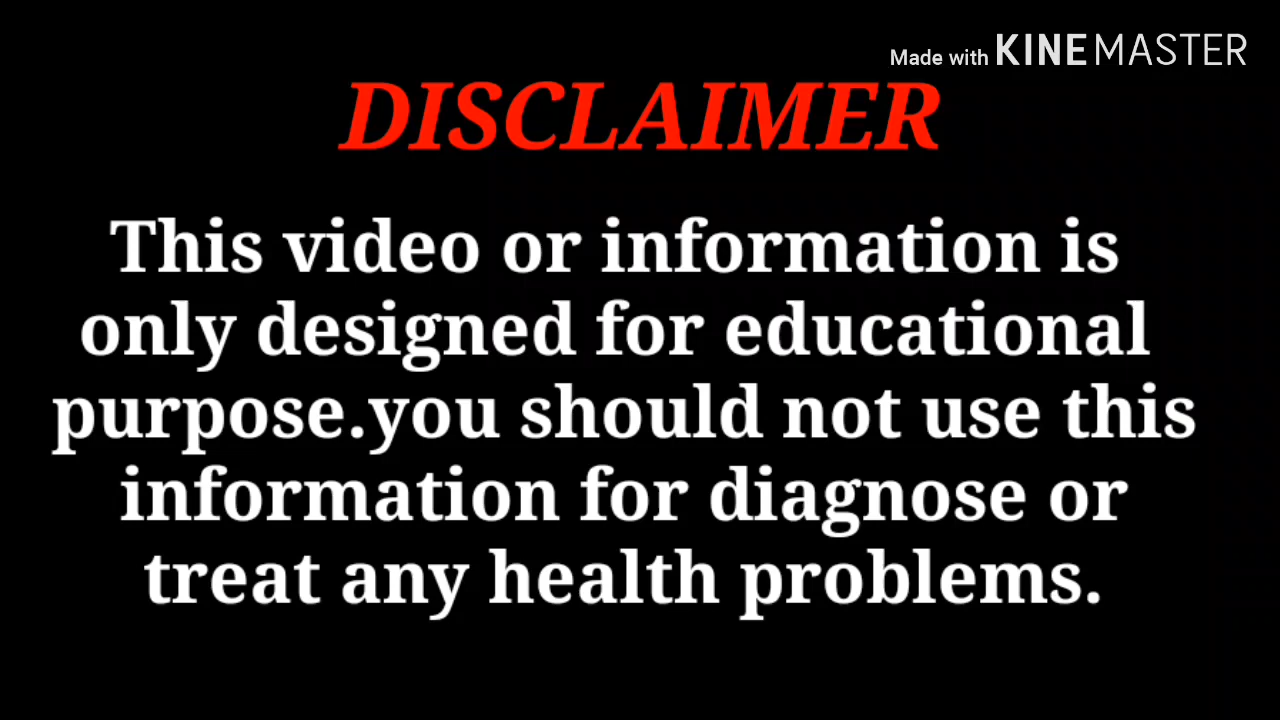 Made with KINEMASTER
DISCLAIMER
This video or information is
only designed for educational
purpose.you should not use this
information for diagnose or
treat any health problems.